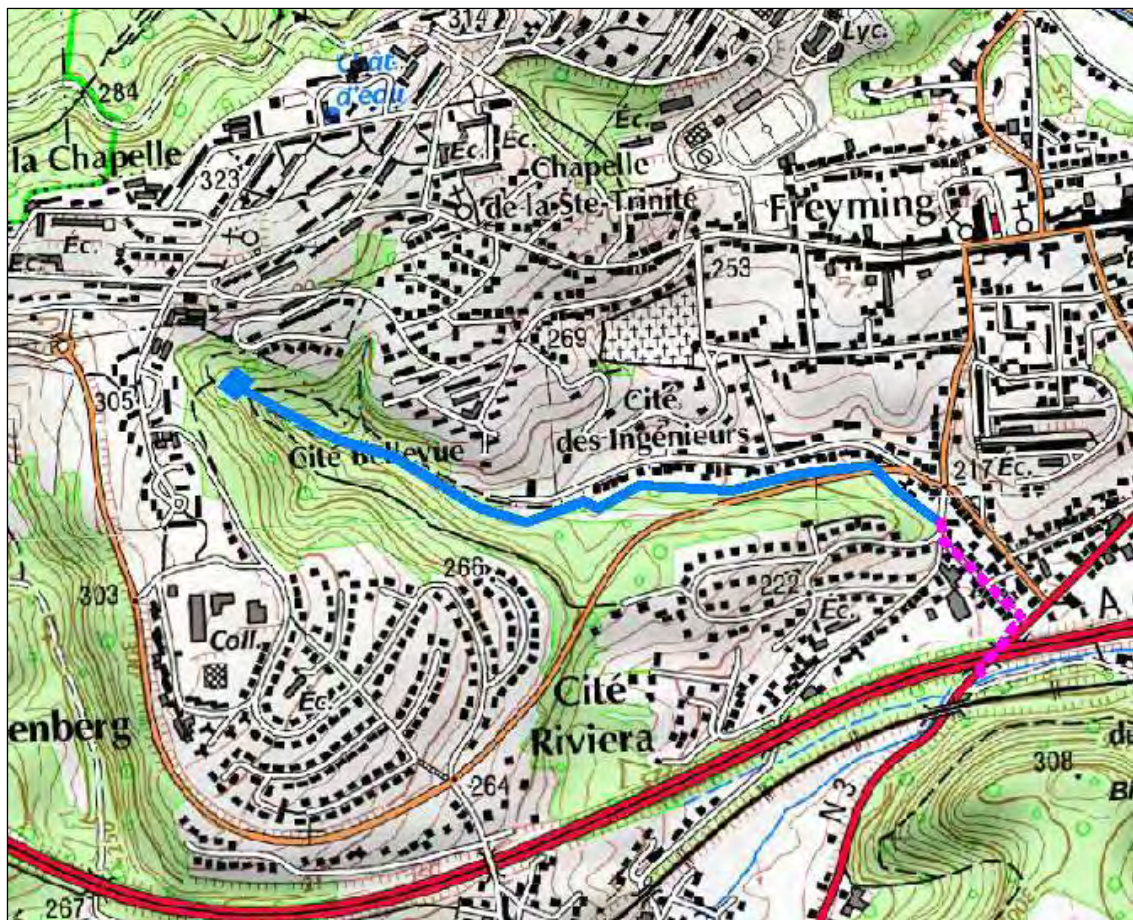 314
Lyc.
Chât.
d'eau
284
Éc.
la Chapelle
Éc.
Éc.
Chapelle
323
de la Ste-Trinité
Freyming
Éc.
Éc.
253
269
305
Cité
des Ingénieurs
Cité Bellevue
217
Éc.
266
222
303
Éc.
A
Coll.
Cité
Riviera
Éc.
enberg
308
264
N 3
267